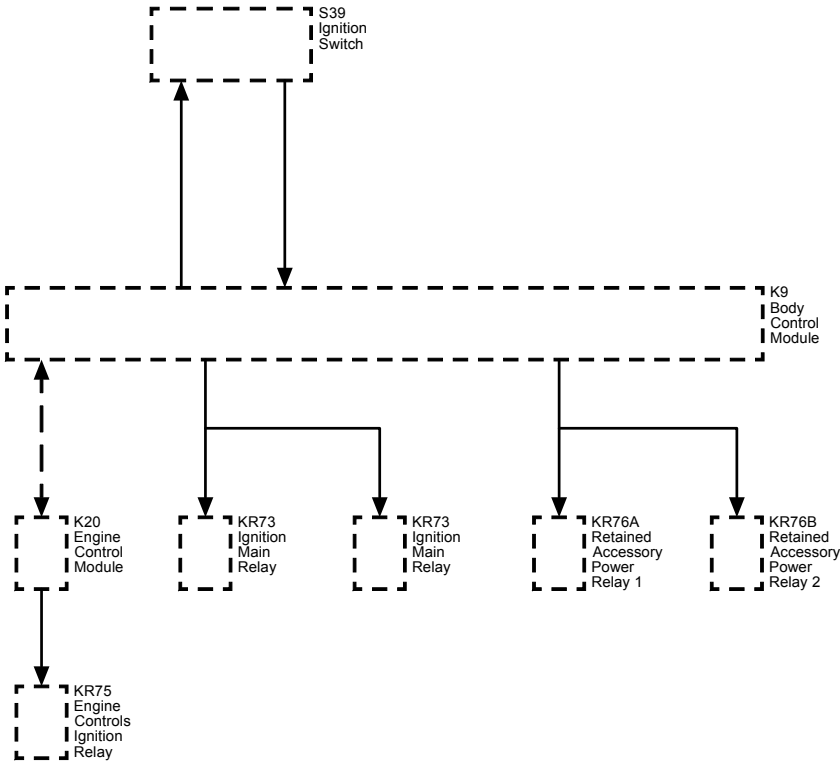 S39
Ignition
Switch
K9
Body
Control
Module
K20
Engine
Control
Module
KR73
Ignition
Main
Relay
KR73
Ignition
Main
Relay
KR76A
Retained
Accessory
Power
Relay 1
KR76B
Retained
Accessory
Power
Relay 2
KR75
Engine
Controls
Ignition
Relay